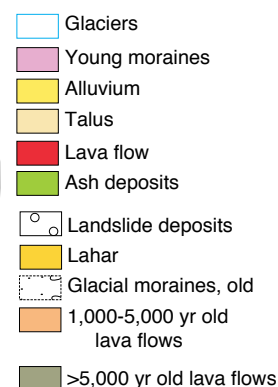 Glaciers
Young moraines
Alluvium
Talus
Lava flow
Ash deposits
Landslide deposits
Lahar
Glacial moraines, old
1,000-5,000 yr old
lava flows
>5,000 yr old lava flows